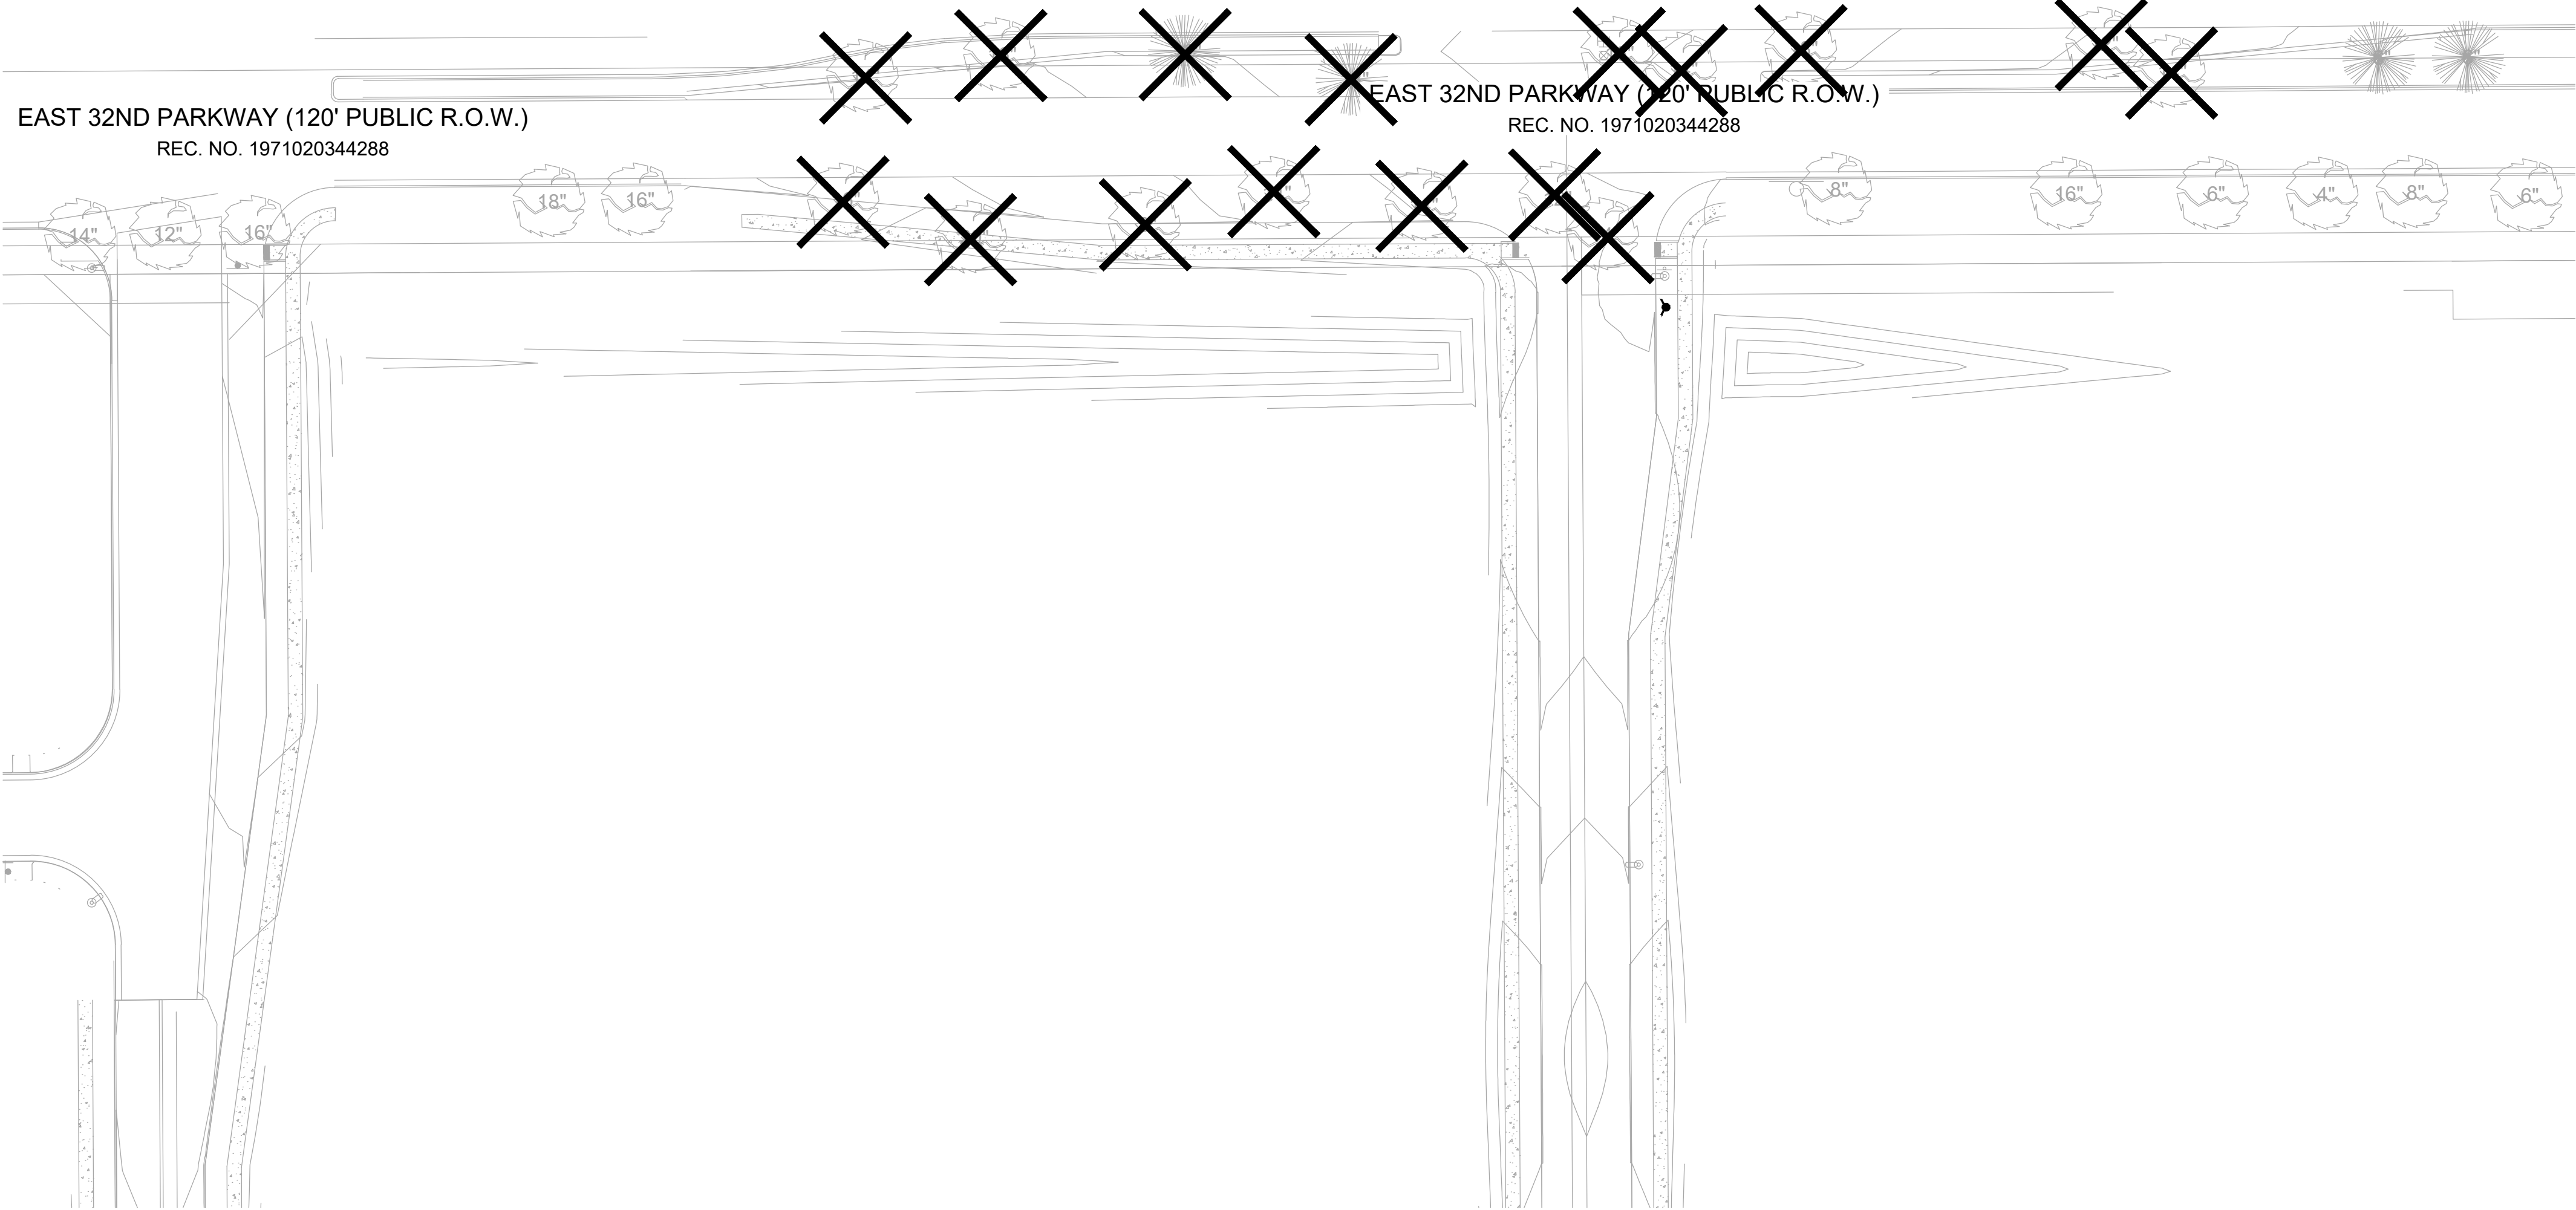 EAST 32ND PARKWAY (120' PUBLIC R.O.W.)
REC. NO. 1971020344288
EAST 32ND PARKWAY (120' PUBLIC R.O.W.)
REC. NO. 1971020344288
14"
12"
16"
18"
16"
8"
16"
6"
4"
8"
6"